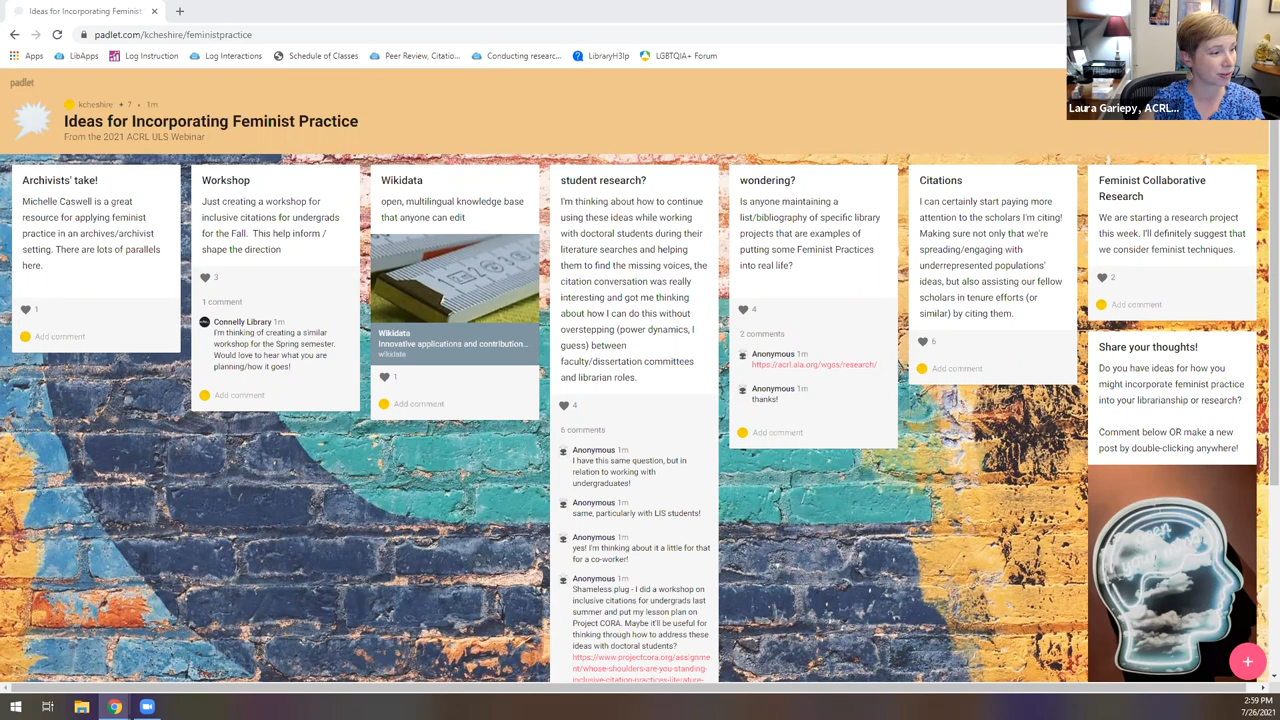 Ideas for Incorporating Feminist
padlet.com/kcheshire/feministpractice
Apps
LibApps
Log Instruction
Log Interactions
Schedule of Classes
Peer Review, Citatio...
Conducting researc...
LibraryH3lp
LGBTQIA+ Forum
Laura Gariepy, ACRL...
padlet
kcheshire + 7 • 1m
Ideas for Incorporating Feminist Practice
From the 2021 ACRL ULS Webinar
Archivists' take!
Michelle Caswell is a great
resource for applying feminist
practice in an archives/archivist
setting. There are lots of parallels
here.
1
Add comment
Workshop
Just creating a workshop for
inclusive citations for undergrads
for the Fall. This help inform /
shape the direction
3
1 comment
Connelly Library 1m
I'm thinking of creating a similar
workshop for the Spring semester.
Would love to hear what you are
planning/how it goes!
Add comment
Wikidata
open, multilingual knowledge base
that anyone can edit
Wikidata
Innovative applications and contribution...
wikidata
1
Add comment
student research?
I'm thinking about how to continue
using these ideas while working
with doctoral students during their
literature searches and helping
them to find the missing voices, the
citation conversation was really
interesting and got me thinking
about how I can do this without
overstepping (power dynamics, I
guess) between
faculty/dissertation committees
and librarian roles.
4
6 comments
Anonymous 1m
I have this same question, but in
relation to working with
undergraduates!
Anonymous 1m
same, particularly with LIS students!
Anonymous 1m
yes! I'm thinking about it a little for that
for a co-worker!
Anonymous 1m
Shameless plug - I did a workshop on
inclusive citations for undergrads last
summer and put my lesson plan on
Project CORA. Maybe it'll be useful for
thinking through how to address these
ideas with doctoral students?
https://www.projectcora.org/assignme
nt/whose-shoulders-are-you-standing-
inclusive-citation-practices-literature-
wondering?
Is anyone maintaining a
list/bibliography of specific library
projects that are examples of
putting some Feminist Practices
into real life?
4
2 comments
Anonymous 1m
https://acrl.ala.org/wgss/research/
Anonymous 1m
thanks!
Add comment
Citations
I can certainly start paying more
attention to the scholars I'm citing!
Making sure not only that we're
spreading/engaging with
underrepresented populations'
ideas, but also assisting our fellow
scholars in tenure efforts (or
similar) by citing them.
6
Add comment
Feminist Collaborative
Research
We are starting a research project
this week. I'll definitely suggest that
we consider feminist techniques.
2
Add comment
Share your thoughts!
Do you have ideas for how you
might incorporate feminist practice
into your librarianship or research?
Comment below OR make a new
post by double-clicking anywhere!
2:59 PM
7/26/2021